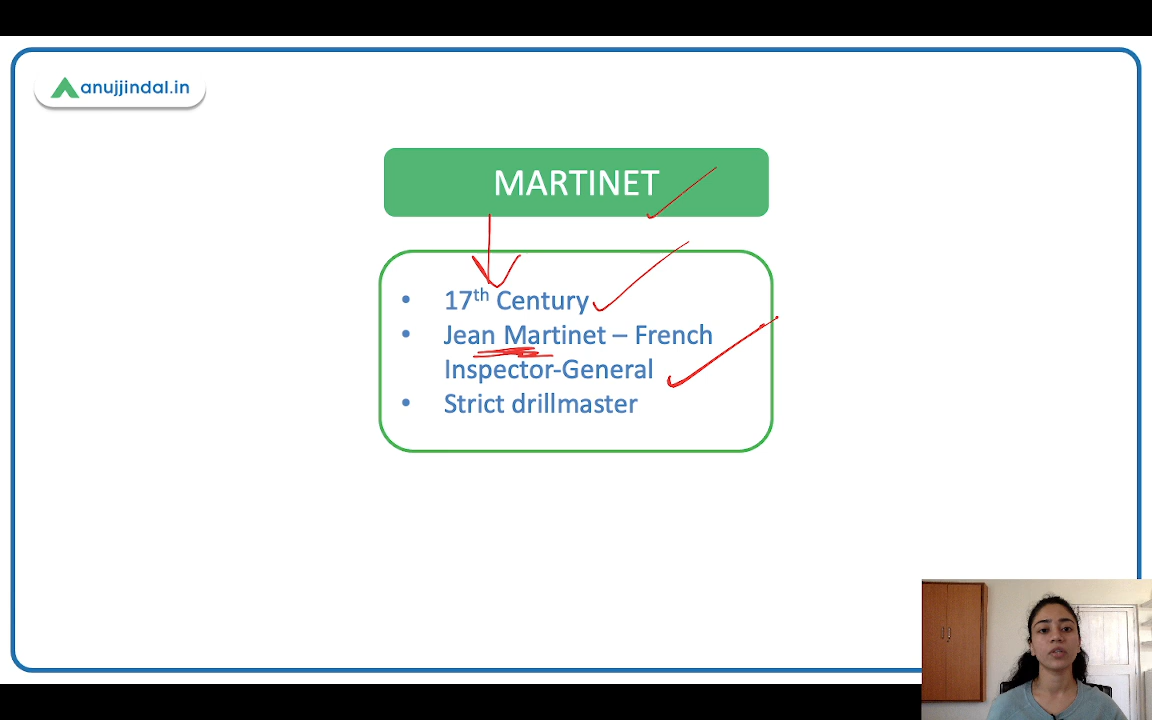 anujjindal.in
MARTINET
• 17th Century
• Jean Martinet – French
Inspector-General
• Strict drillmaster